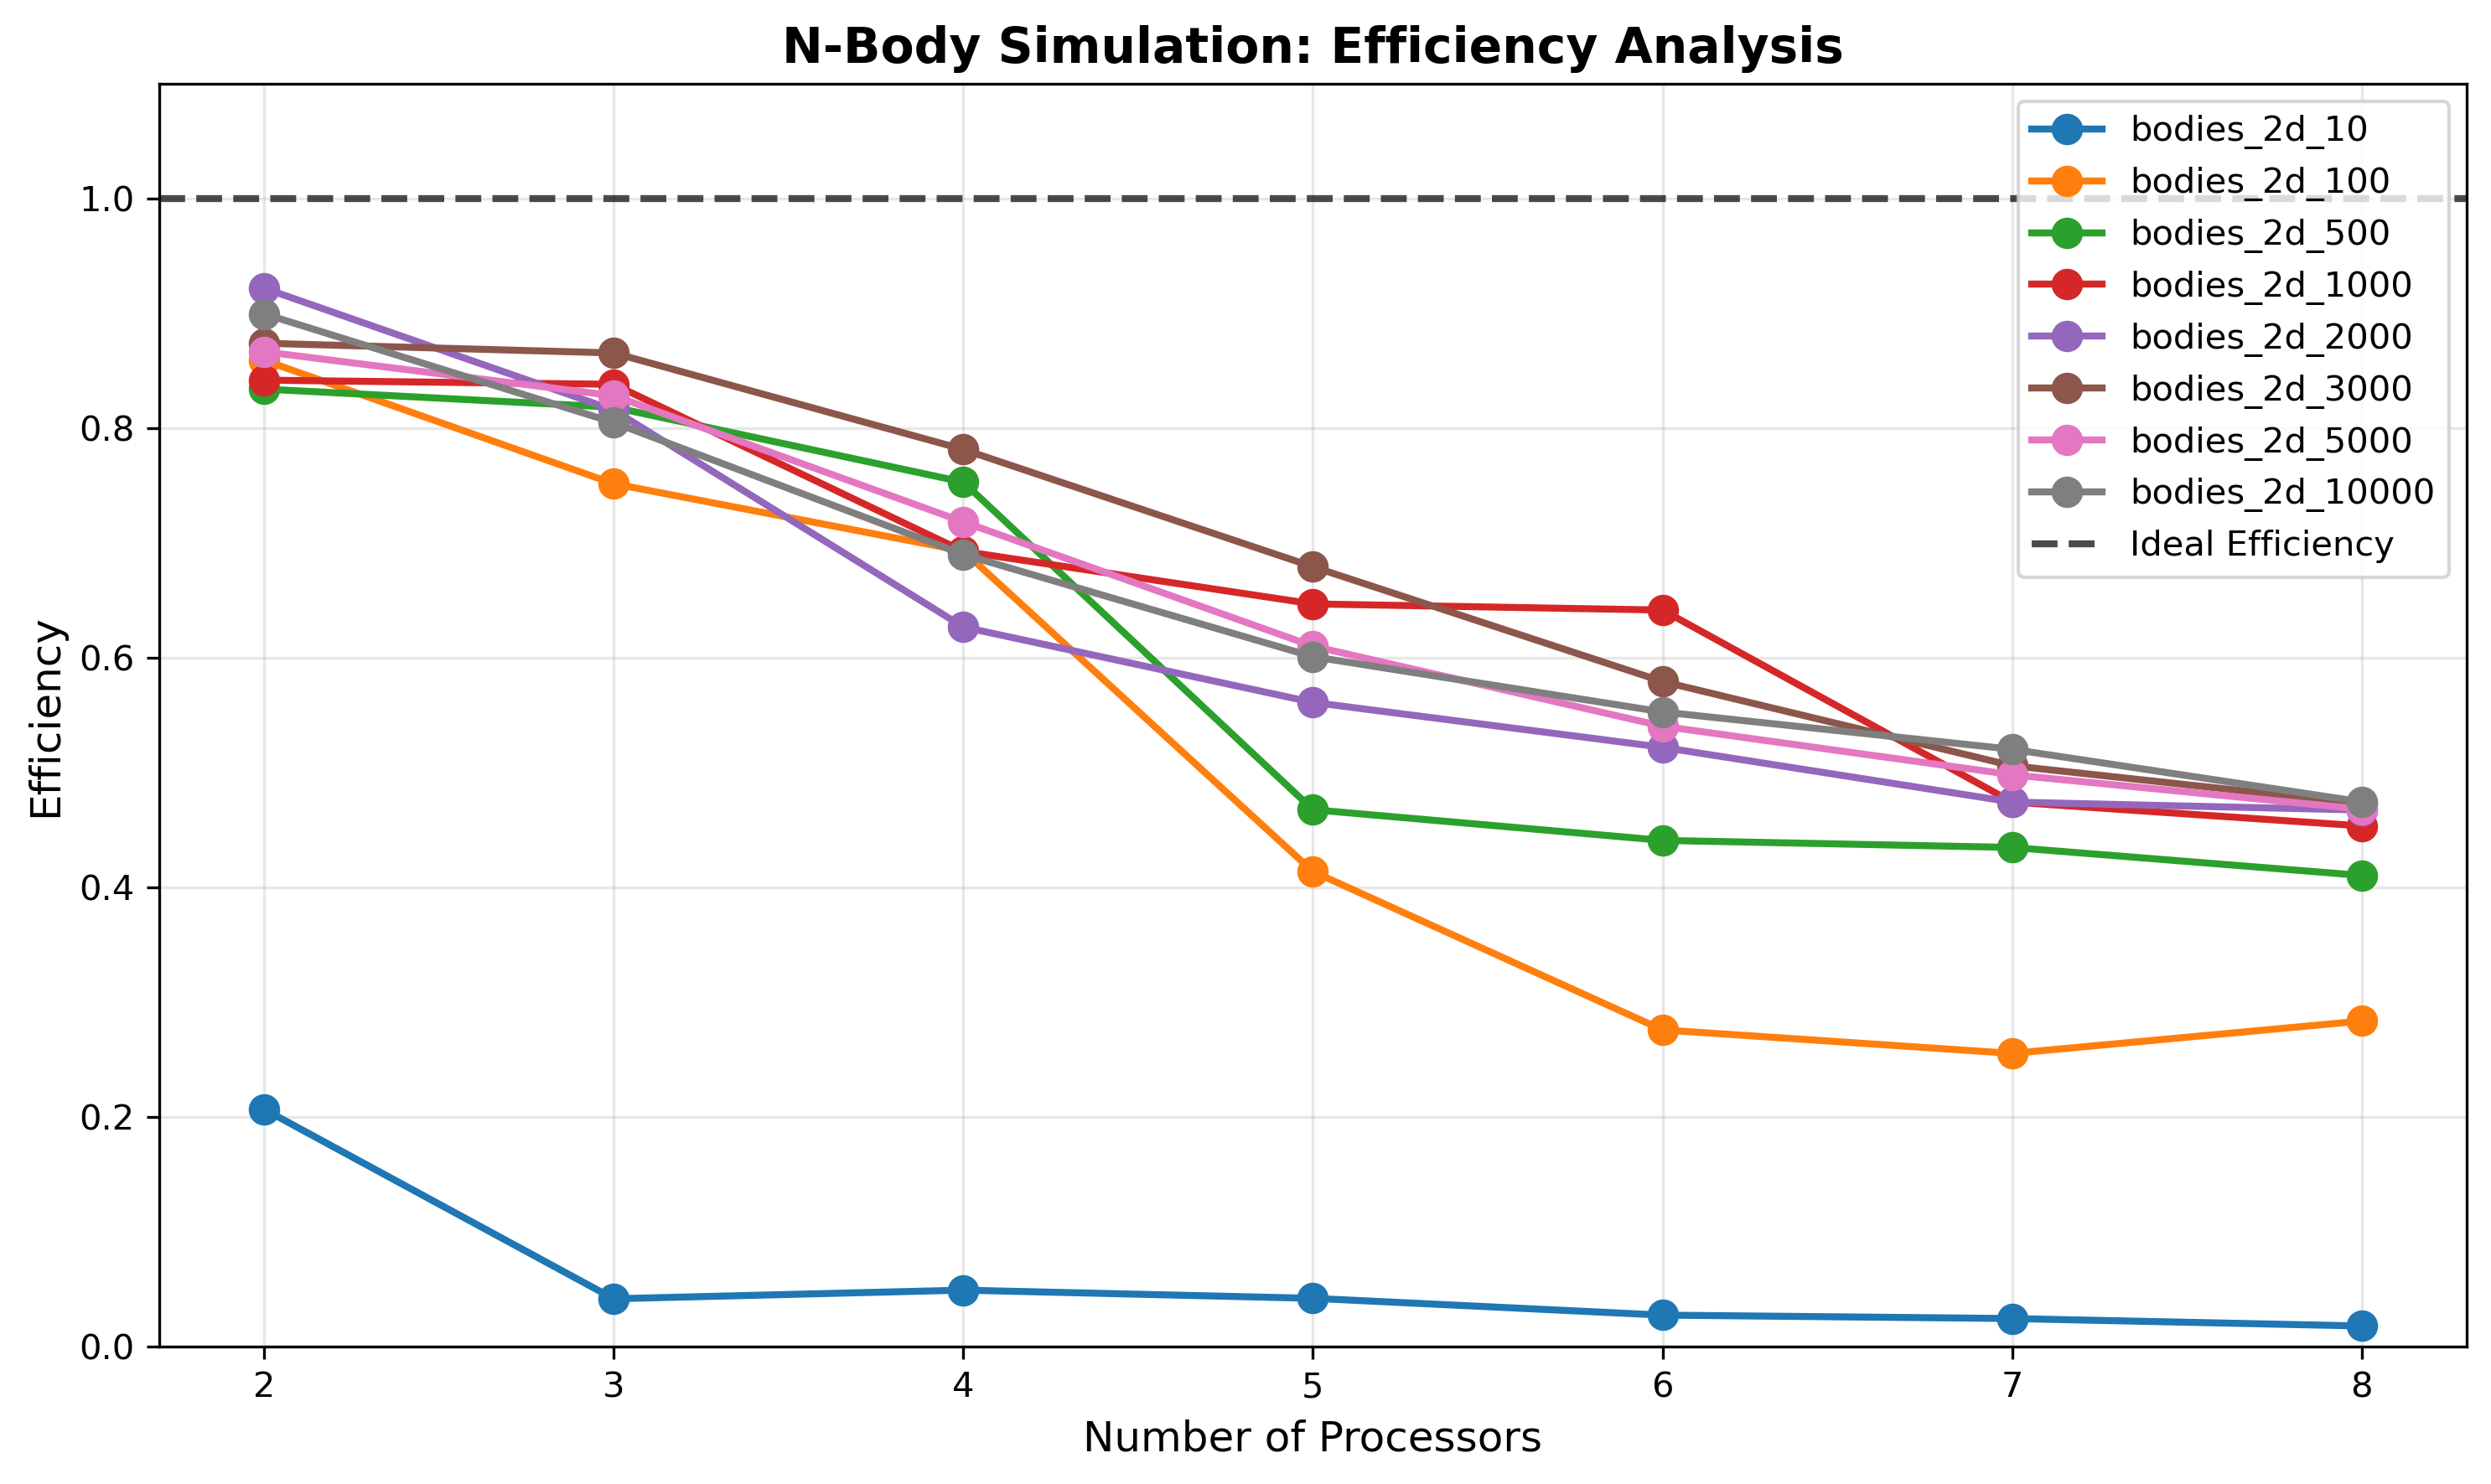 N-Body Simulation: Efficiency Analysis
Efficiency
1.0
0.8
0.6
0.4
0.2
0.0
2 3 4 5 6 7 8
Number of Processors
bodies_2d_10
bodies_2d_100
bodies_2d_500
bodies_2d_1000
bodies_2d_2000
bodies_2d_3000
bodies_2d_5000
bodies_2d_10000
Ideal Efficiency